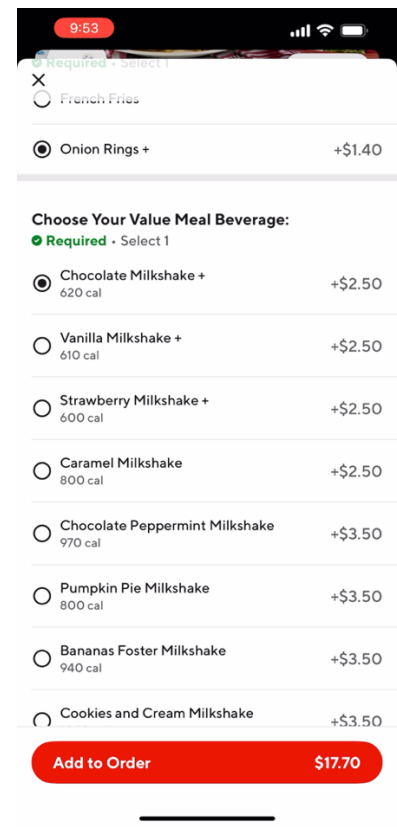 9:53
Required • Select 1
French Fries
Onion Rings + +$1.40
Choose Your Value Meal Beverage:
Required • Select 1
Chocolate Milkshake + +$2.50
620 cal
Vanilla Milkshake + +$2.50
610 cal
Strawberry Milkshake + +$2.50
600 cal
Caramel Milkshake +$2.50
800 cal
Chocolate Peppermint Milkshake +$3.50
970 cal
Pumpkin Pie Milkshake +$3.50
800 cal
Bananas Foster Milkshake +$3.50
940 cal
Cookies and Cream Milkshake +$3.50
Add to Order $17.70